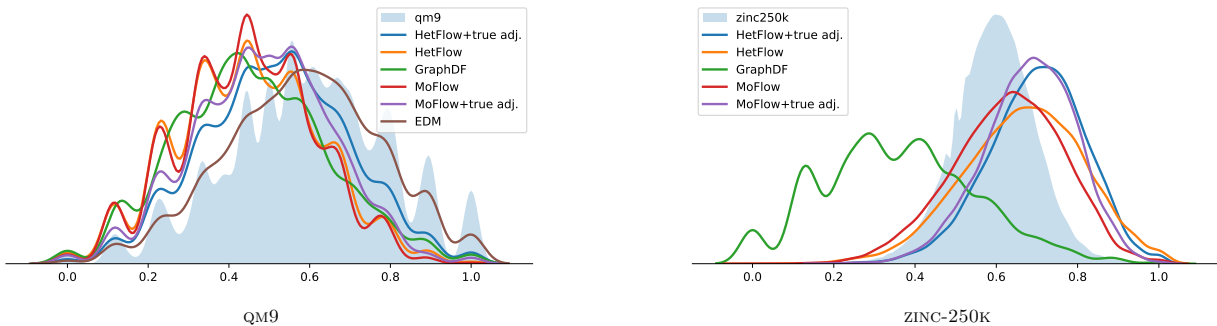 qm9
HetFlow+true adj.
HetFlow
GraphDF
MoFlow
MoFlow+true adj.
EDM
0.0 0.2 0.4 0.6 0.8 1.0
QM9
zinc250k
HetFlow+true adj.
HetFlow
GraphDF
MoFlow
MoFlow+true adj.
0.0 0.2 0.4 0.6 0.8 1.0
ZINC-250K